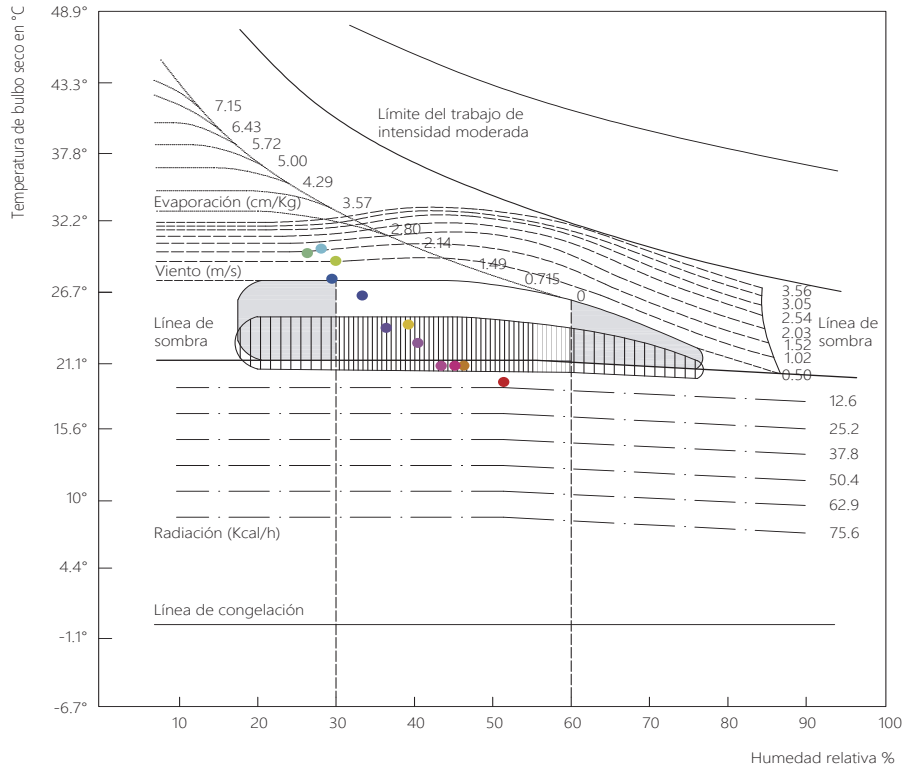 Temperatura de bulbo seco en °C
48.9°
43.3°
37.8°
32.2°
26.7°
21.1°
15.6°
10°
4.4°
-1.1°
-6.7°
Límite del trabajo de
intensidad moderada
7.15
6.43
5.72
5.00
4.29
3.57
2.80
2.14
1.49
0.715
0
Evaporación (cm/Kg)
Viento (m/s)
Línea de
sombra
3.56
3.05
2.54
2.03
1.52
1.02
0.50
Línea de
sombra
12.6
25.2
37.8
50.4
62.9
75.6
Radiación (Kcal/h)
Línea de congelación
10 20 30 40 50 60 70 80 90 100
Humedad relativa %